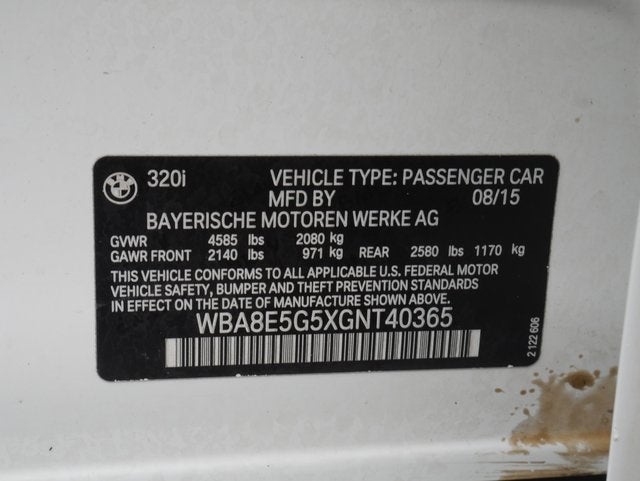 320i VEHICLE TYPE: PASSENGER CAR
MFD BY 08/15
BAYERISCHE MOTOREN WERKE AG
GVWR 4585 lbs 2080 kg
GAWR FRONT 2140 lbs 971 kg REAR 2580 lbs 1170 kg
THIS VEHICLE CONFORMS TO ALL APPLICABLE U.S. FEDERAL MOTOR
VEHICLE SAFETY, BUMPER AND THEFT PREVENTION STANDARDS
IN EFFECT ON THE DATE OF MANUFACTURE SHOWN ABOVE.
WBA8E5G5XGNT40365
2 122 606